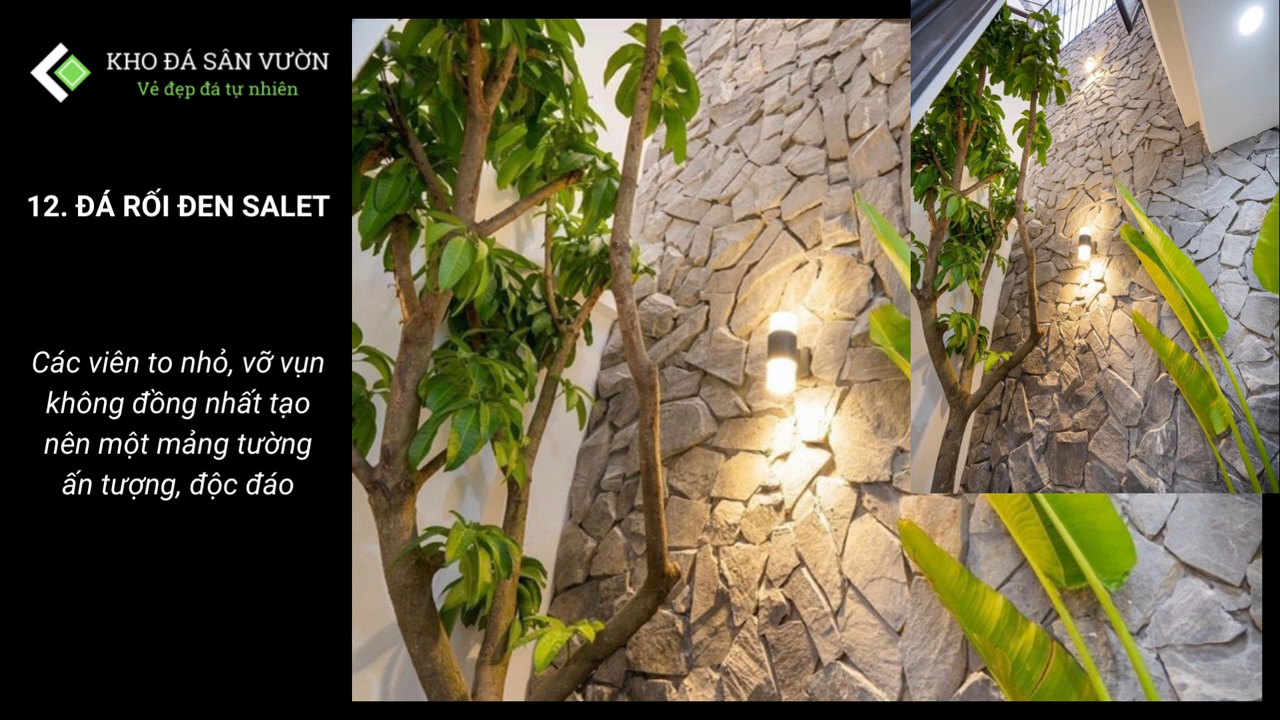 KHO ĐÁ SÂN VƯỜN
Vẻ đẹp đá tự nhiên
12. ĐÁ RỐI ĐEN SALET
Các viên to nhỏ, vỡ vụn
không đồng nhất tạo
nên một mảng tường
ấn tượng, độc đáo